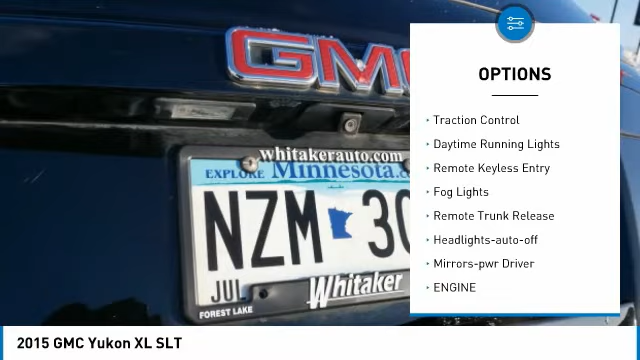 GM
whitakerauto.com
EXPLORE Minnesota.c
NZM 30
JUL
Whitaker
FOREST LAKE
OPTIONS
Traction Control
Daytime Running Lights
Remote Keyless Entry
Fog Lights
Remote Trunk Release
Headlights-auto-off
Mirrors-pwr Driver
ENGINE
2015 GMC Yukon XL SLT